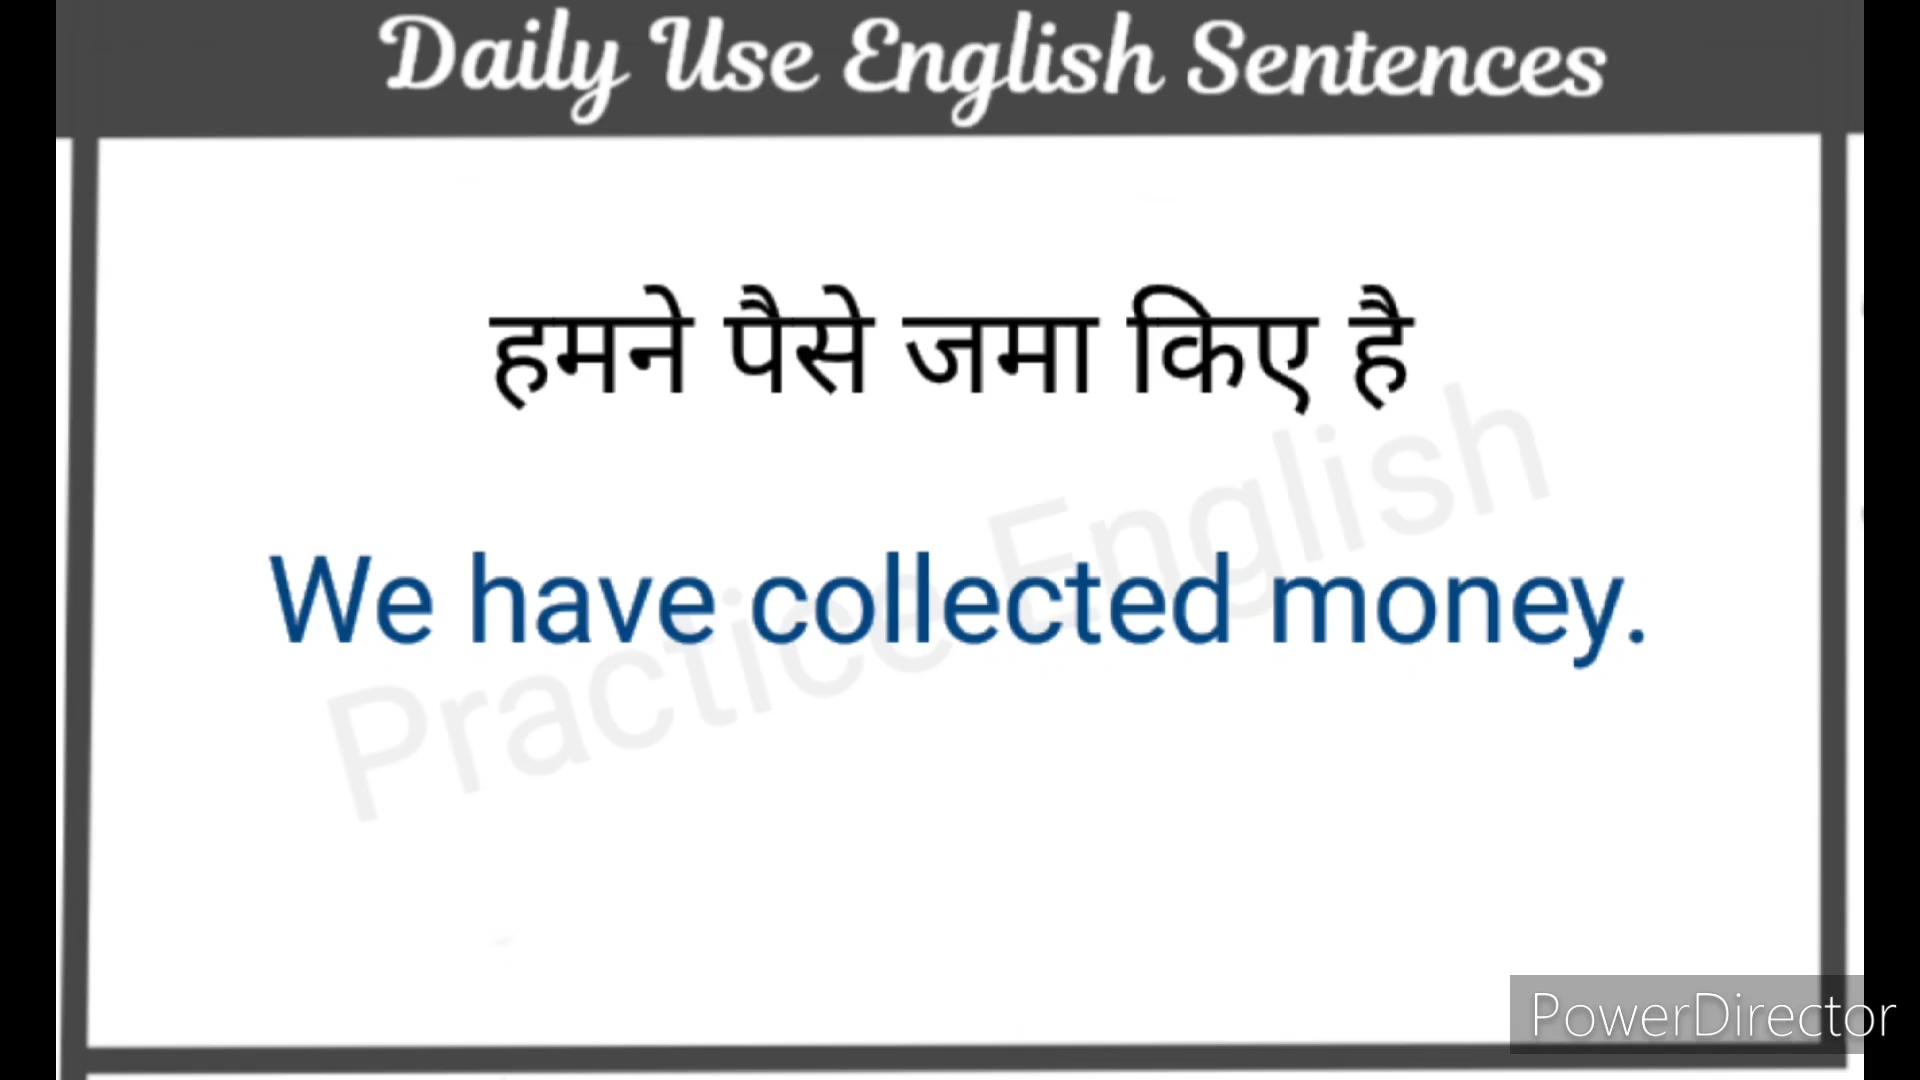 Daily Use English Sentences
हमने पैसे जमा किए है
We have collected money.
Practice English
PowerDirector